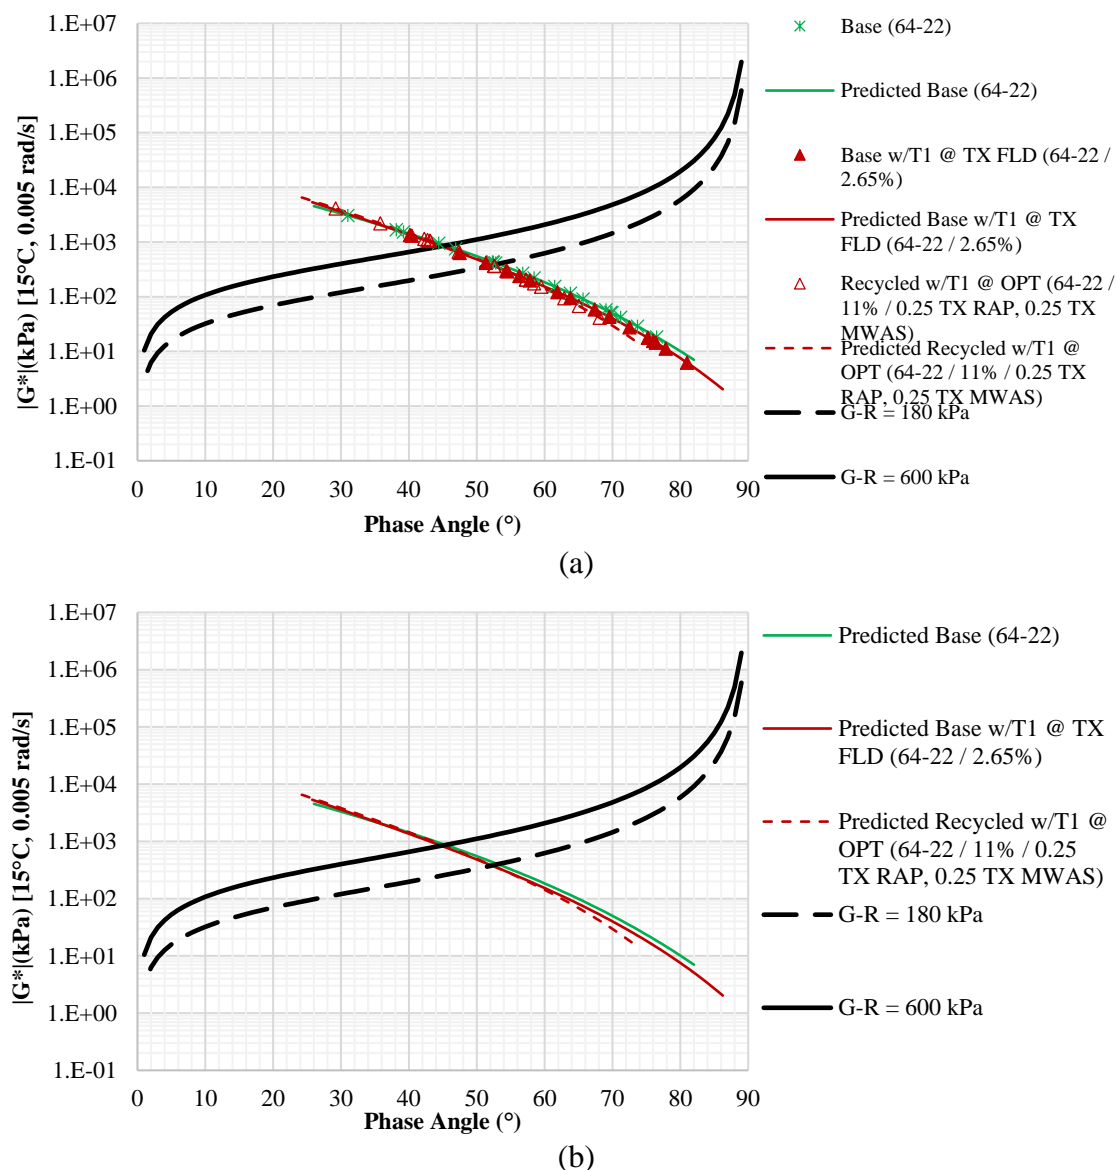 1.E+07
1.E+06
1.E+05
1.E+04
1.E+03
1.E+02
1.E+01
1.E+00
1.E-01
|G*|(kPa) [15°C, 0.005 rad/s]
0 10 20 30 40 50 60 70 80 90
Phase Angle (°)
Base (64-22)
Predicted Base (64-22)
Base w/T1 @ TX FLD (64-22 /
2.65%)
Predicted Base w/T1 @ TX
FLD (64-22 / 2.65%)
Recycled w/T1 @ OPT (64-22 /
11% / 0.25 TX RAP, 0.25 TX
MWAS)
Predicted Recycled w/T1 @
OPT (64-22 / 11% / 0.25 TX
RAP, 0.25 TX MWAS)
G-R = 180 kPa
G-R = 600 kPa
(a)
1.E+07
1.E+06
1.E+05
1.E+04
1.E+03
1.E+02
1.E+01
1.E+00
1.E-01
|G*|(kPa) [15°C, 0.005 rad/s]
0 10 20 30 40 50 60 70 80 90
Phase Angle (°)
Predicted Base (64-22)
Predicted Base w/T1 @ TX
FLD (64-22 / 2.65%)
Predicted Recycled w/T1 @
OPT (64-22 / 11% / 0.25
TX RAP, 0.25 TX MWAS)
G-R = 180 kPa
G-R = 600 kPa
(b)